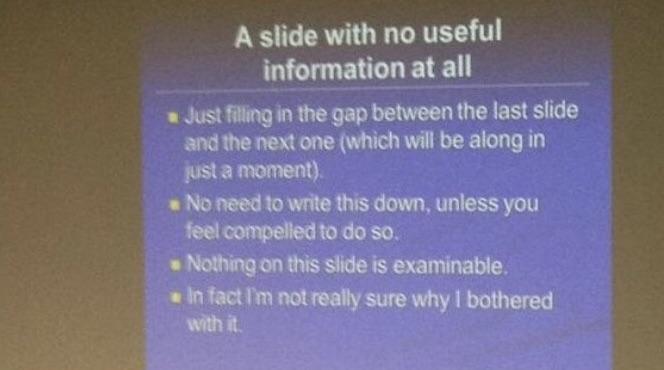 A slide with no useful
information at all
Just filling in the gap between the last slide
and the next one (which will be along in
just a moment).
No need to write this down, unless you
feel compelled to do so.
Nothing on this slide is examinable.
In fact I'm not really sure why I bothered
with it.